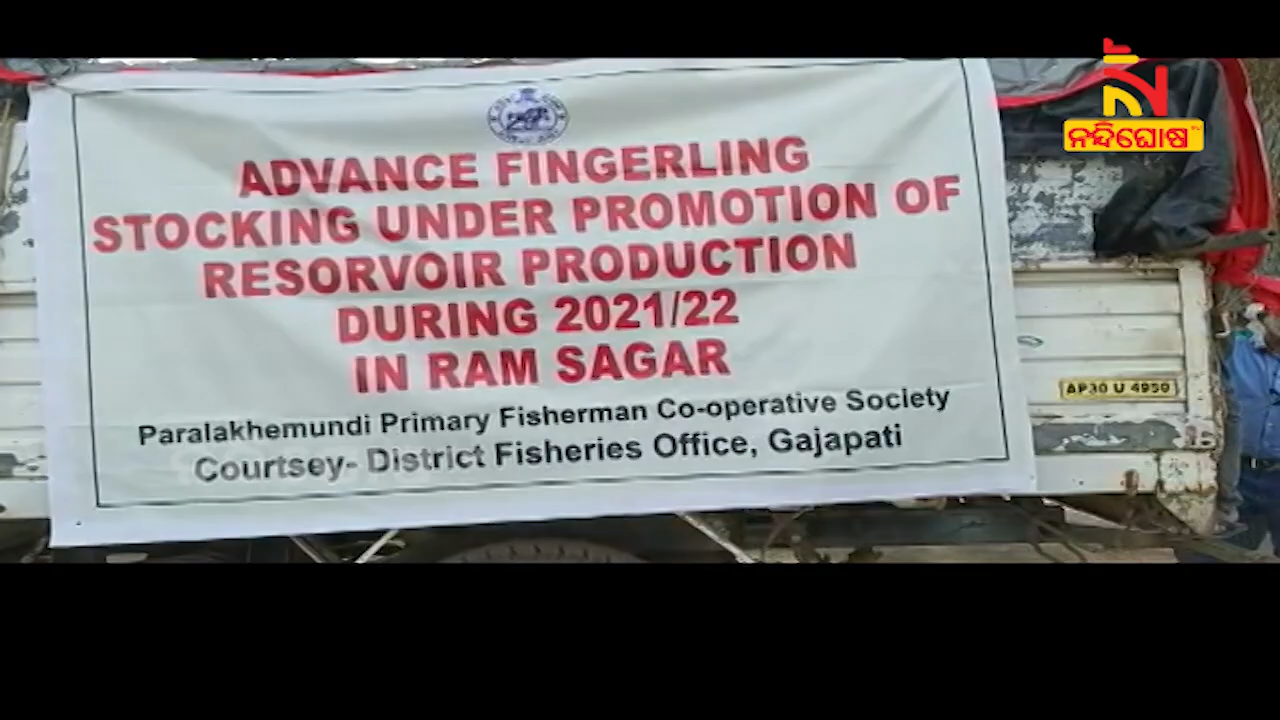 ନନ୍ଦିଘୋଷ
ADVANCE FINGERLING
STOCKING UNDER PROMOTION OF
RESORVOIR PRODUCTION
DURING 2021/22
IN RAM SAGAR
Paralakhemundi Primary Fisherman Co-operative Society
Courtsey- District Fisheries Office, Gajapati
AP30 U 4959